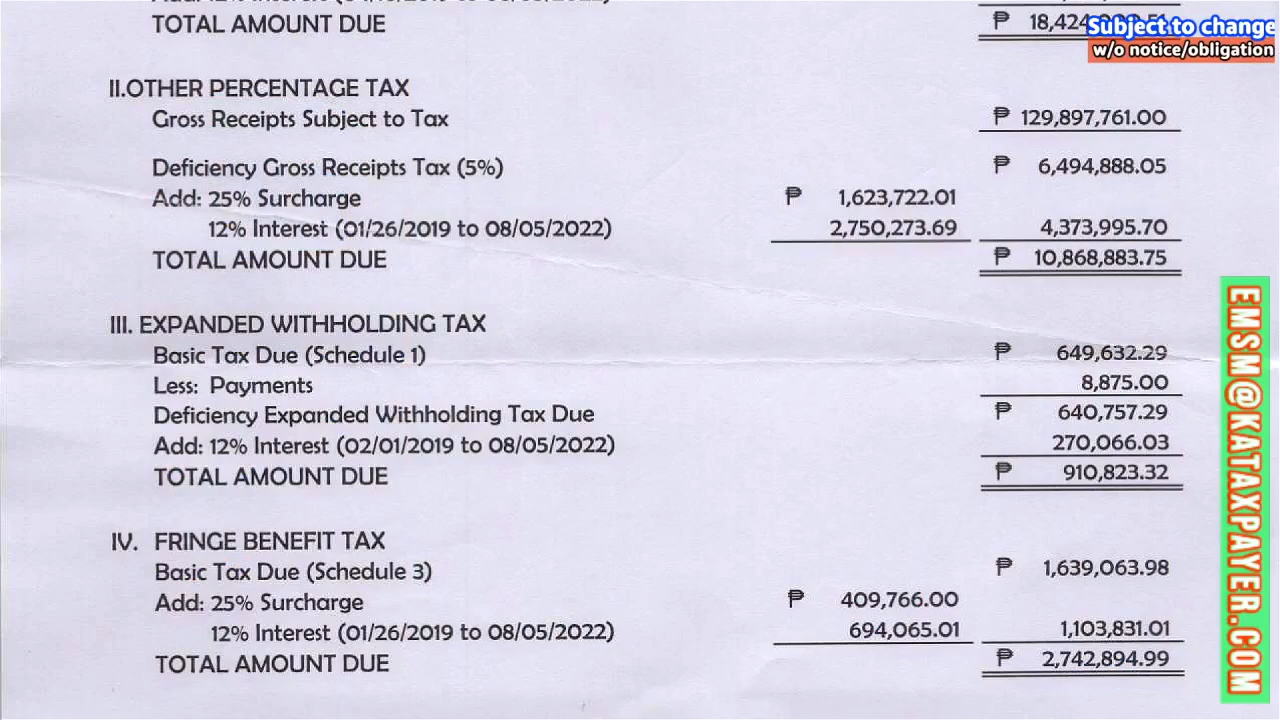 TOTAL AMOUNT DUE ₱ 18,424
Subject to change
w/o notice/obligation
II.OTHER PERCENTAGE TAX
Gross Receipts Subject to Tax ₱ 129,897,761.00
Deficiency Gross Receipts Tax (5%) ₱ 6,494,888.05
Add: 25% Surcharge ₱ 1,623,722.01
12% Interest (01/26/2019 to 08/05/2022) 2,750,273.69 4,373,995.70
TOTAL AMOUNT DUE ₱ 10,868,883.75
III. EXPANDED WITHHOLDING TAX
Basic Tax Due (Schedule 1) ₱ 649,632.29
Less: Payments 8,875.00
Deficiency Expanded Withholding Tax Due ₱ 640,757.29
Add: 12% Interest (02/01/2019 to 08/05/2022) 270,066.03
TOTAL AMOUNT DUE ₱ 910,823.32
IV. FRINGE BENEFIT TAX
Basic Tax Due (Schedule 3) ₱ 1,639,063.98
Add: 25% Surcharge ₱ 409,766.00
12% Interest (01/26/2019 to 08/05/2022) 694,065.01 1,103,831.01
TOTAL AMOUNT DUE ₱ 2,742,894.99
EMSM@KATAXPAYER.COM